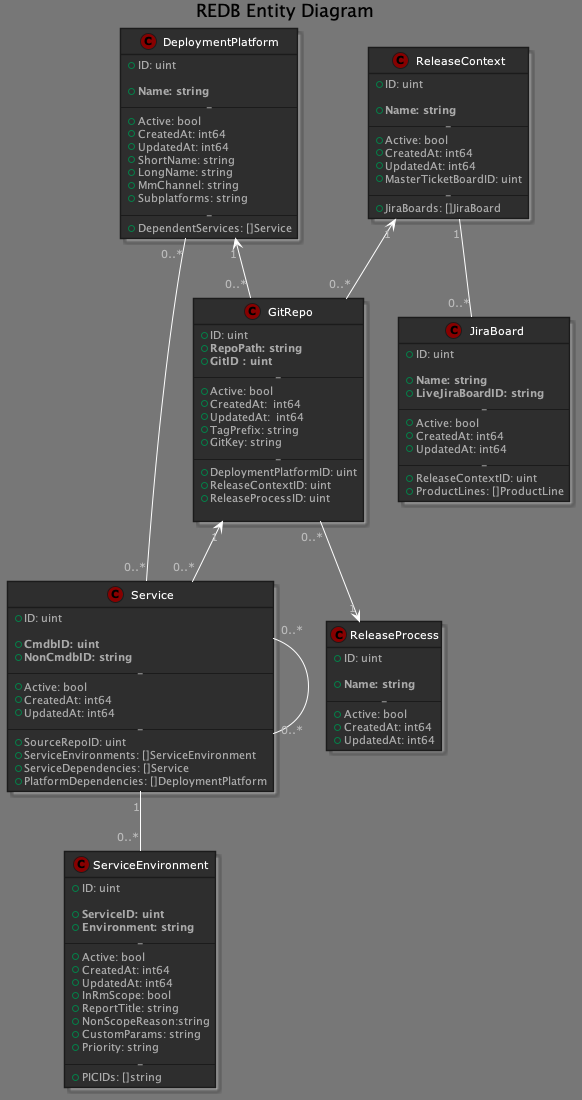 REDB Entity Diagram
C DeploymentPlatform
ID: uint
Name: string
Active: bool
CreatedAt: int64
UpdatedAt: int64
ShortName: string
LongName: string
MmChannel: string
Subplatforms: string
DependentServices: []Service
C ReleaseContext
ID: uint
Name: string
Active: bool
CreatedAt: int64
UpdatedAt: int64
MasterTicketBoardID: uint
JiraBoards: []JiraBoard
0..*
1
1
1
0..*
0..*
0..*
C GitRepo
ID: uint
RepoPath: string
GitID : uint
Active: bool
CreatedAt:  int64
UpdatedAt:  int64
TagPrefix: string
GitKey: string
DeploymentPlatformID: uint
ReleaseContextID: uint
ReleaseProcessID: uint
C JiraBoard
ID: uint
Name: string
LiveJiraBoardID: string
Active: bool
CreatedAt: int64
UpdatedAt: int64
ReleaseContextID: uint
ProductLines: []ProductLine
1
0..*
0..*
0..*
1
C Service
ID: uint
CmdbID: uint
NonCmdbID: string
Active: bool
CreatedAt: int64
UpdatedAt: int64
SourceRepoID: uint
ServiceEnvironments: []ServiceEnvironment
ServiceDependencies: []Service
PlatformDependencies: []DeploymentPlatform
0..*
0..*
C ReleaseProcess
ID: uint
Name: string
Active: bool
CreatedAt: int64
UpdatedAt: int64
1
0..*
C ServiceEnvironment
ID: uint
ServiceID: uint
Environment: string
Active: bool
CreatedAt: int64
UpdatedAt: int64
InRmScope: bool
ReportTitle: string
NonScopeReason:string
CustomParams: string
Priority: string
PICIDs: []string